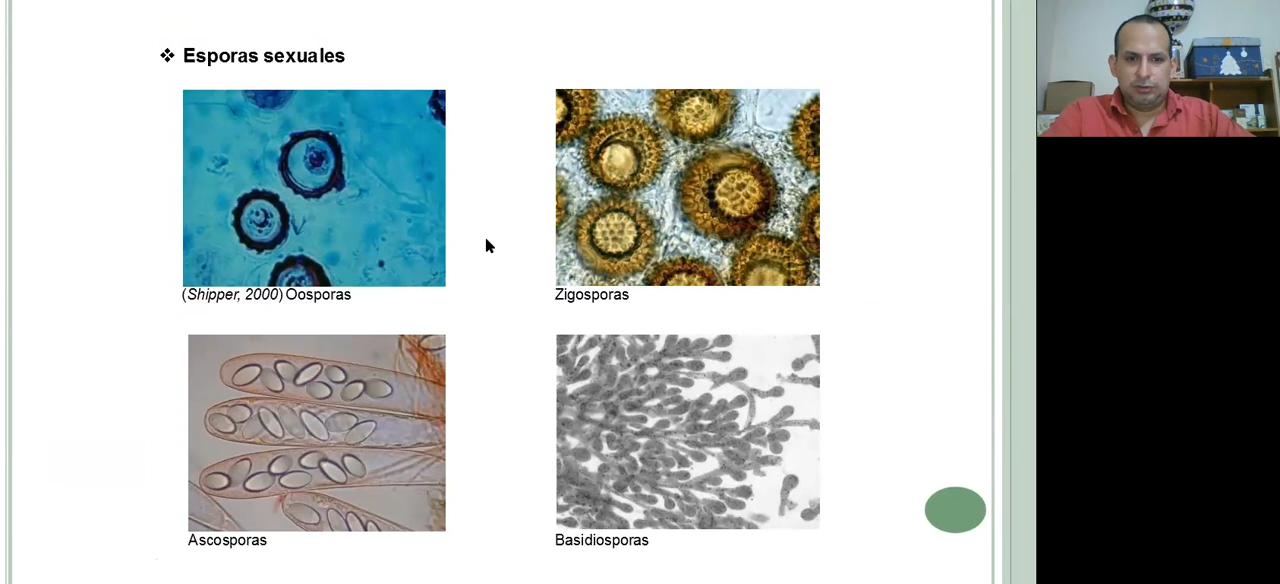 ❖ Esporas sexuales
(Shipper, 2000) Oosporas
Zigosporas
Ascosporas
Basidiosporas